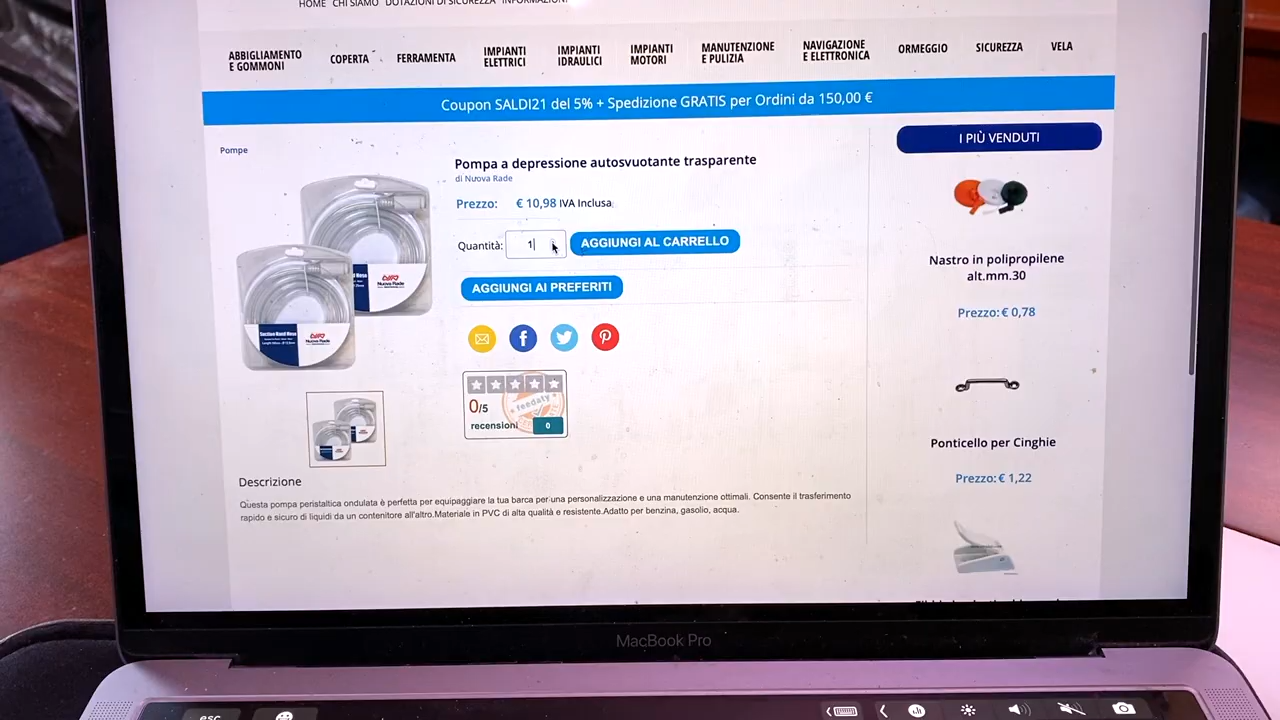 HOME CHI SIAMO DOTAZIONI DI SICUREZZA INFORMAZIONI
ABBIGLIAMENTO
E GOMMONI
COPERTA
FERRAMENTA
IMPIANTI
ELETTRICI
IMPIANTI
IDRAULICI
IMPIANTI
MOTORI
MANUTENZIONE
E PULIZIA
NAVIGAZIONE
E ELETTRONICA
ORMEGGIO
SICUREZZA
VELA
Coupon SALDI21 del 5% + Spedizione GRATIS per Ordini da 150,00 €
Pompe
Pompa a depressione autosvuotante trasparente
di Nuova Rade
Prezzo: € 10,98 IVA Inclusa
Quantità: 1
AGGIUNGI AL CARRELLO
AGGIUNGI AI PREFERITI
0/5
feedaty
recensioni 0
Nuova Rade
Nuova Rade
Descrizione
Questa pompa peristaltica ondulata è perfetta per equipaggiare la tua barca per una personalizzazione e una manutenzione ottimali. Consente il trasferimento
rapido e sicuro di liquidi da un contenitore all'altro.Materiale in PVC di alta qualità e resistente.Adatto per benzina, gasolio, acqua.
I PIÙ VENDUTI
Nastro in polipropilene
alt.mm.30
Prezzo: € 0,78
Ponticello per Cinghie
Prezzo: € 1,22
MacBook Pro
esc